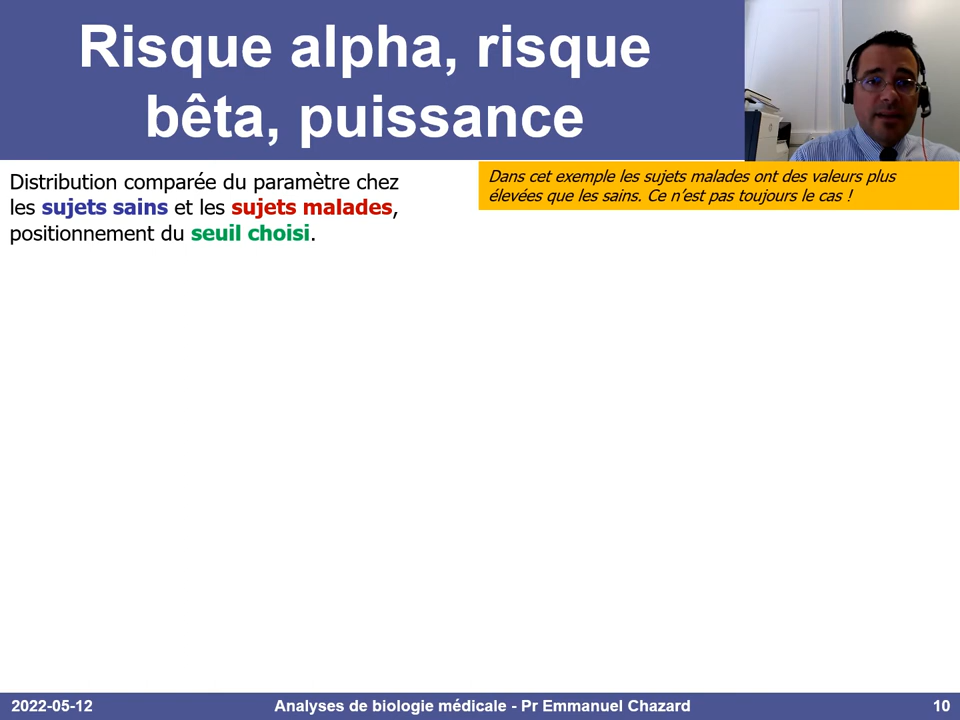 Risque alpha, risque
bêta, puissance
Distribution comparée du paramètre chez
les sujets sains et les sujets malades,
positionnement du seuil choisi.
Dans cet exemple les sujets malades ont des valeurs plus
élevées que les sains. Ce n’est pas toujours le cas !
2022-05-12
Analyses de biologie médicale - Pr Emmanuel Chazard
10